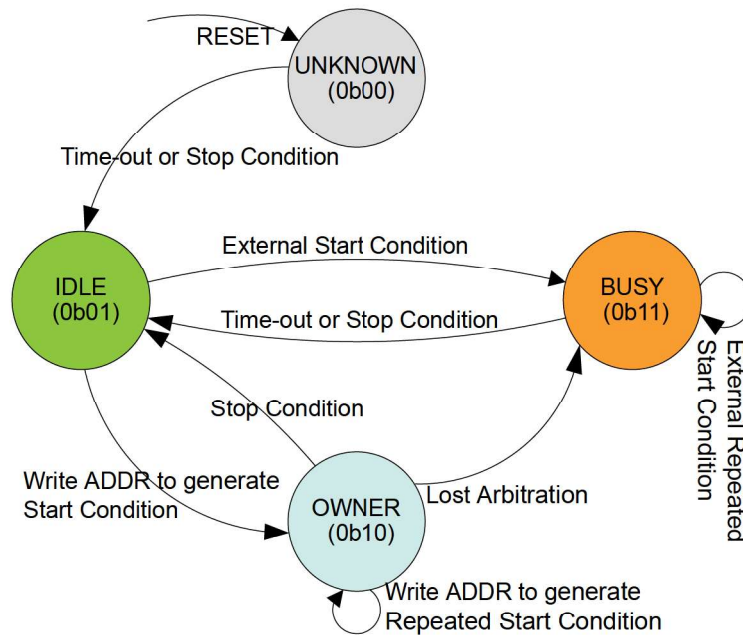 RESET
UNKNOWN
(0b00)
Time-out or Stop Condition
External Start Condition
IDLE
(0b01)
BUSY
(0b11)
Time-out or Stop Condition
External Repeated
Start Condition
Stop Condition
Write ADDR to generate
Start Condition
OWNER
(0b10)
Lost Arbitration
Write ADDR to generate
Repeated Start Condition